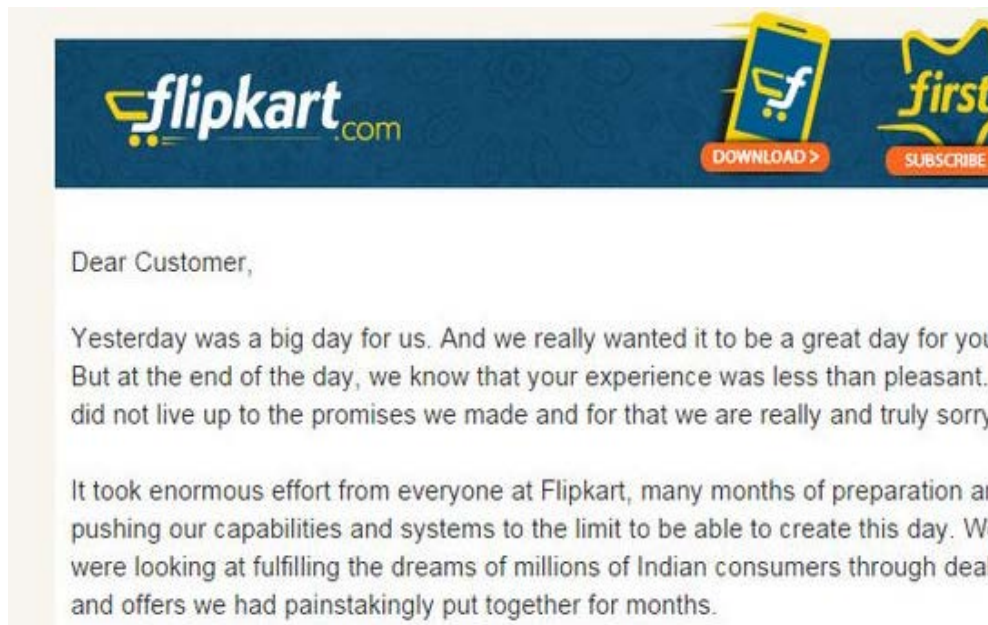 flipkart.com
first
DOWNLOAD >
SUBSCRIBE
Dear Customer,
Yesterday was a big day for us. And we really wanted it to be a great day for you
But at the end of the day, we know that your experience was less than pleasant.
did not live up to the promises we made and for that we are really and truly sorry
It took enormous effort from everyone at Flipkart, many months of preparation
pushing our capabilities and systems to the limit to be able to create this day. We
were looking at fulfilling the dreams of millions of Indian consumers through deal
and offers we had painstakingly put together for months.